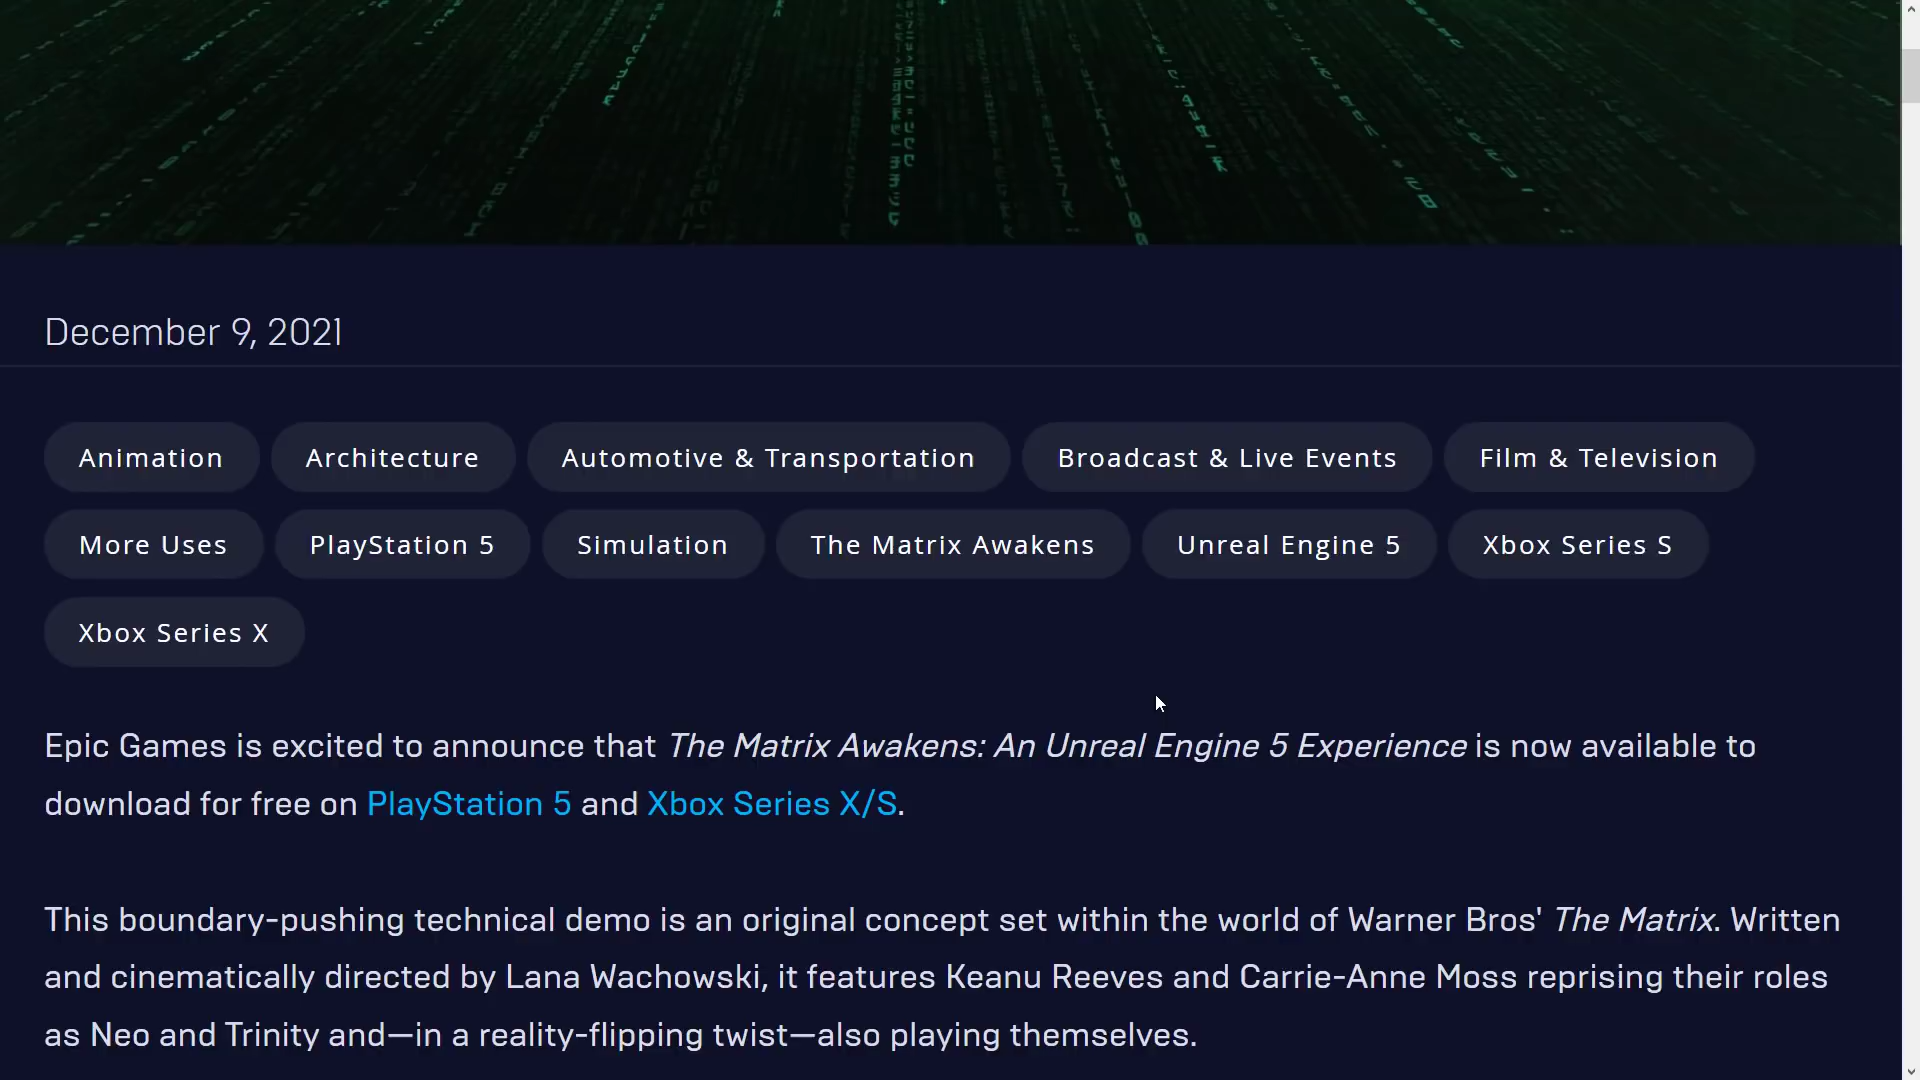 December 9, 2021
Animation Architecture Automotive & Transportation Broadcast & Live Events Film & Television
More Uses PlayStation 5 Simulation The Matrix Awakens Unreal Engine 5 Xbox Series S
Xbox Series X
Epic Games is excited to announce that The Matrix Awakens: An Unreal Engine 5 Experience is now available to
download for free on PlayStation 5 and Xbox Series X/S.
This boundary-pushing technical demo is an original concept set within the world of Warner Bros' The Matrix. Written
and cinematically directed by Lana Wachowski, it features Keanu Reeves and Carrie-Anne Moss reprising their roles
as Neo and Trinity and—in a reality-flipping twist—also playing themselves.